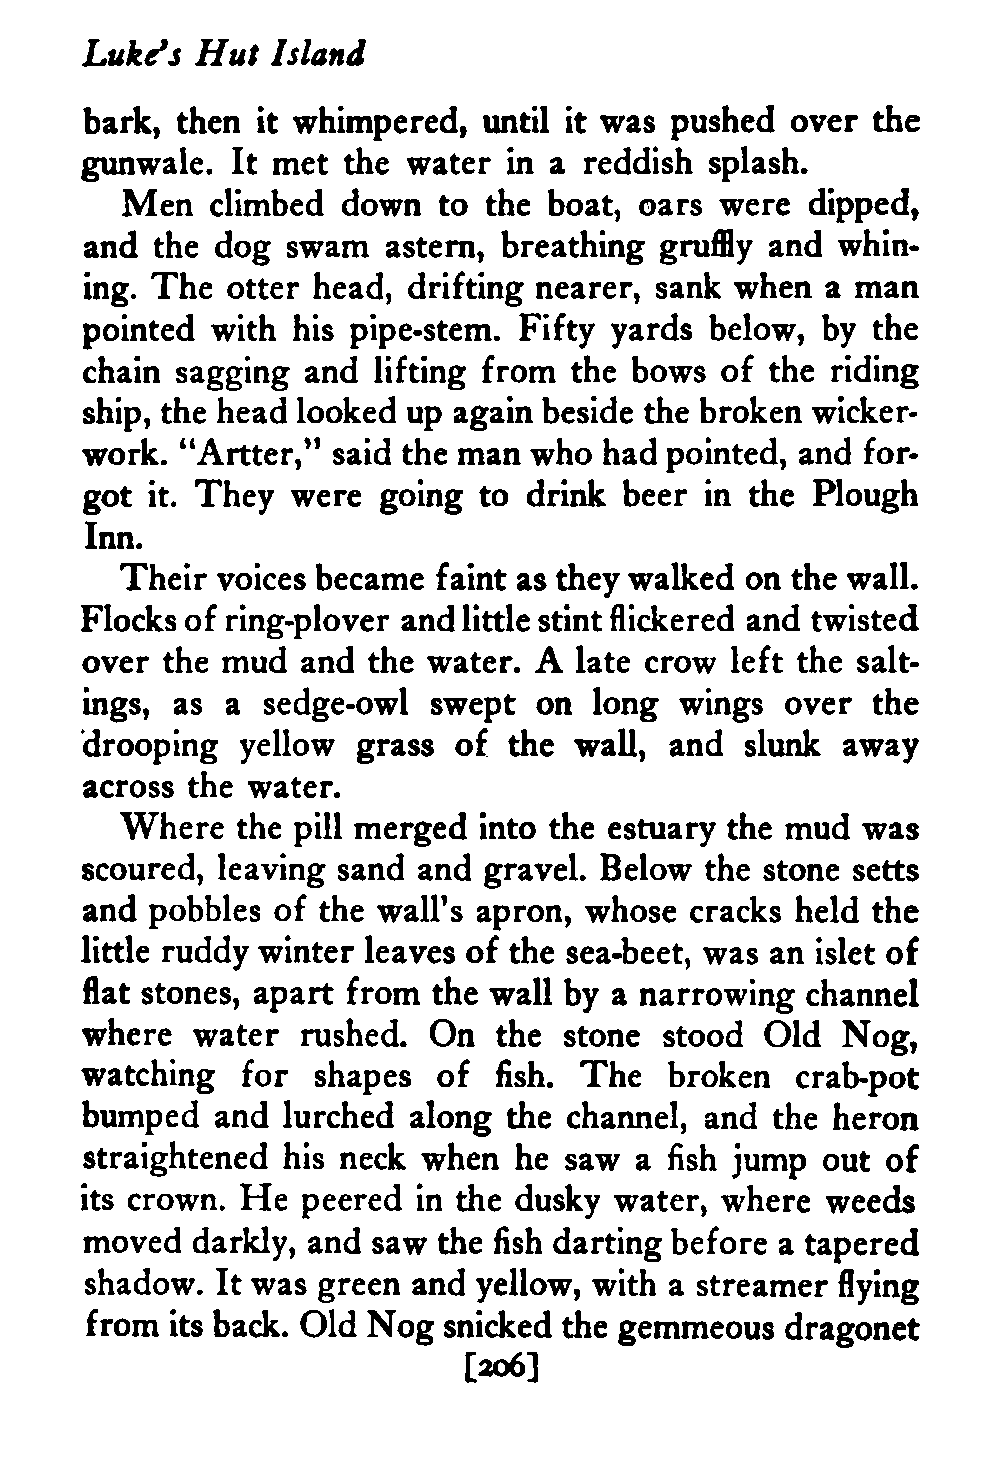 Luke's Hut Island
bark, then it whimpered, until it was pushed over the
gunwale. It met the water in a reddish splash.
Men climbed down to the boat, oars were dipped,
and the dog swam astern, breathing gruffly and whin-
ing. The otter head, drifting nearer, sank when a man
pointed with his pipe-stem. Fifty yards below, by the
chain sagging and lifting from the bows of the riding
ship, the head looked up again beside the broken wicker-
work. "Artter," said the man who had pointed, and for-
got it. They were going to drink beer in the Plough
Inn.
Their voices became faint as they walked on the wall.
Flocks of ring-plover and little stint flickered and twisted
over the mud and the water. A late crow left the salt-
ings, as a sedge-owl swept on long wings over the
drooping yellow grass of the wall, and slunk away
across the water.
Where the pill merged into the estuary the mud was
scoured, leaving sand and gravel. Below the stone setts
and pobbles of the wall's apron, whose cracks held the
little ruddy winter leaves of the sea-beet, was an islet of
flat stones, apart from the wall by a narrowing channel
where water rushed. On the stone stood Old Nog,
watching for shapes of fish. The broken crab-pot
bumped and lurched along the channel, and the heron
straightened his neck when he saw a fish jump out of
its crown. He peered in the dusky water, where weeds
moved darkly, and saw the fish darting before a tapered
shadow. It was green and yellow, with a streamer flying
from its back. Old Nog snicked the gemmeous dragonet
[206]